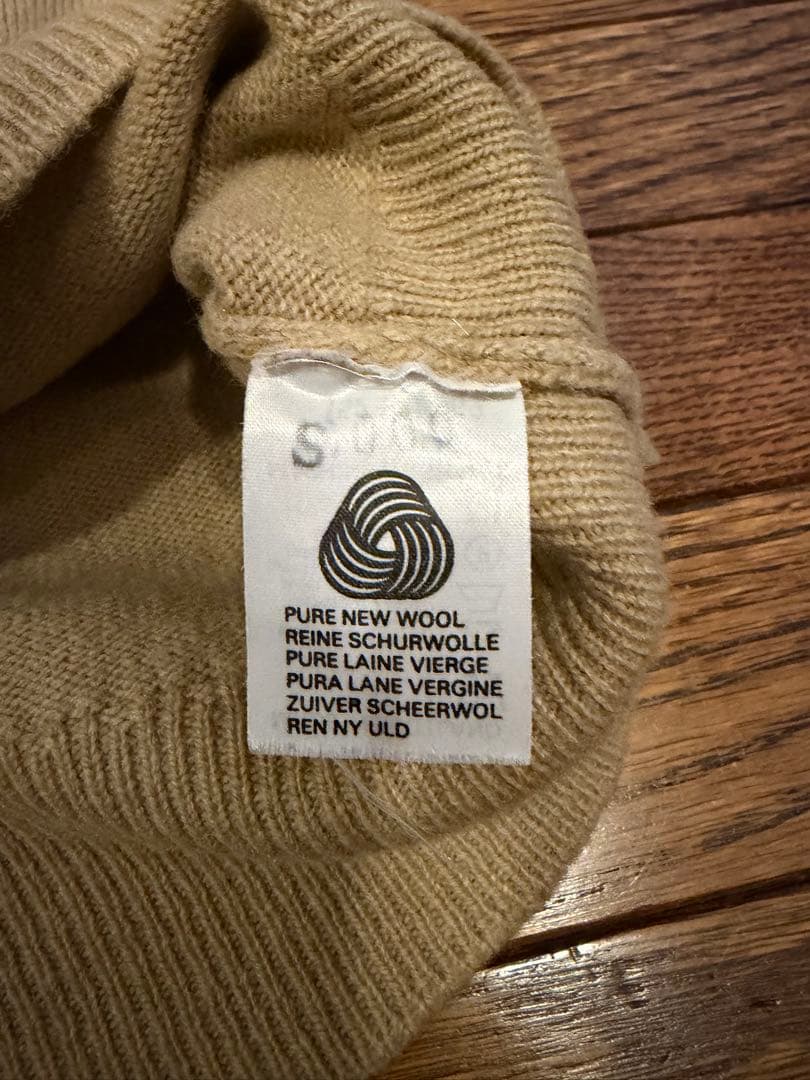 PURE NEW WOOL
REINE SCHURWOLLE
PURE LAINE VIERGE
PURA LANE VERGINE
ZUIVER SCHEERWOL
REN NY ULD